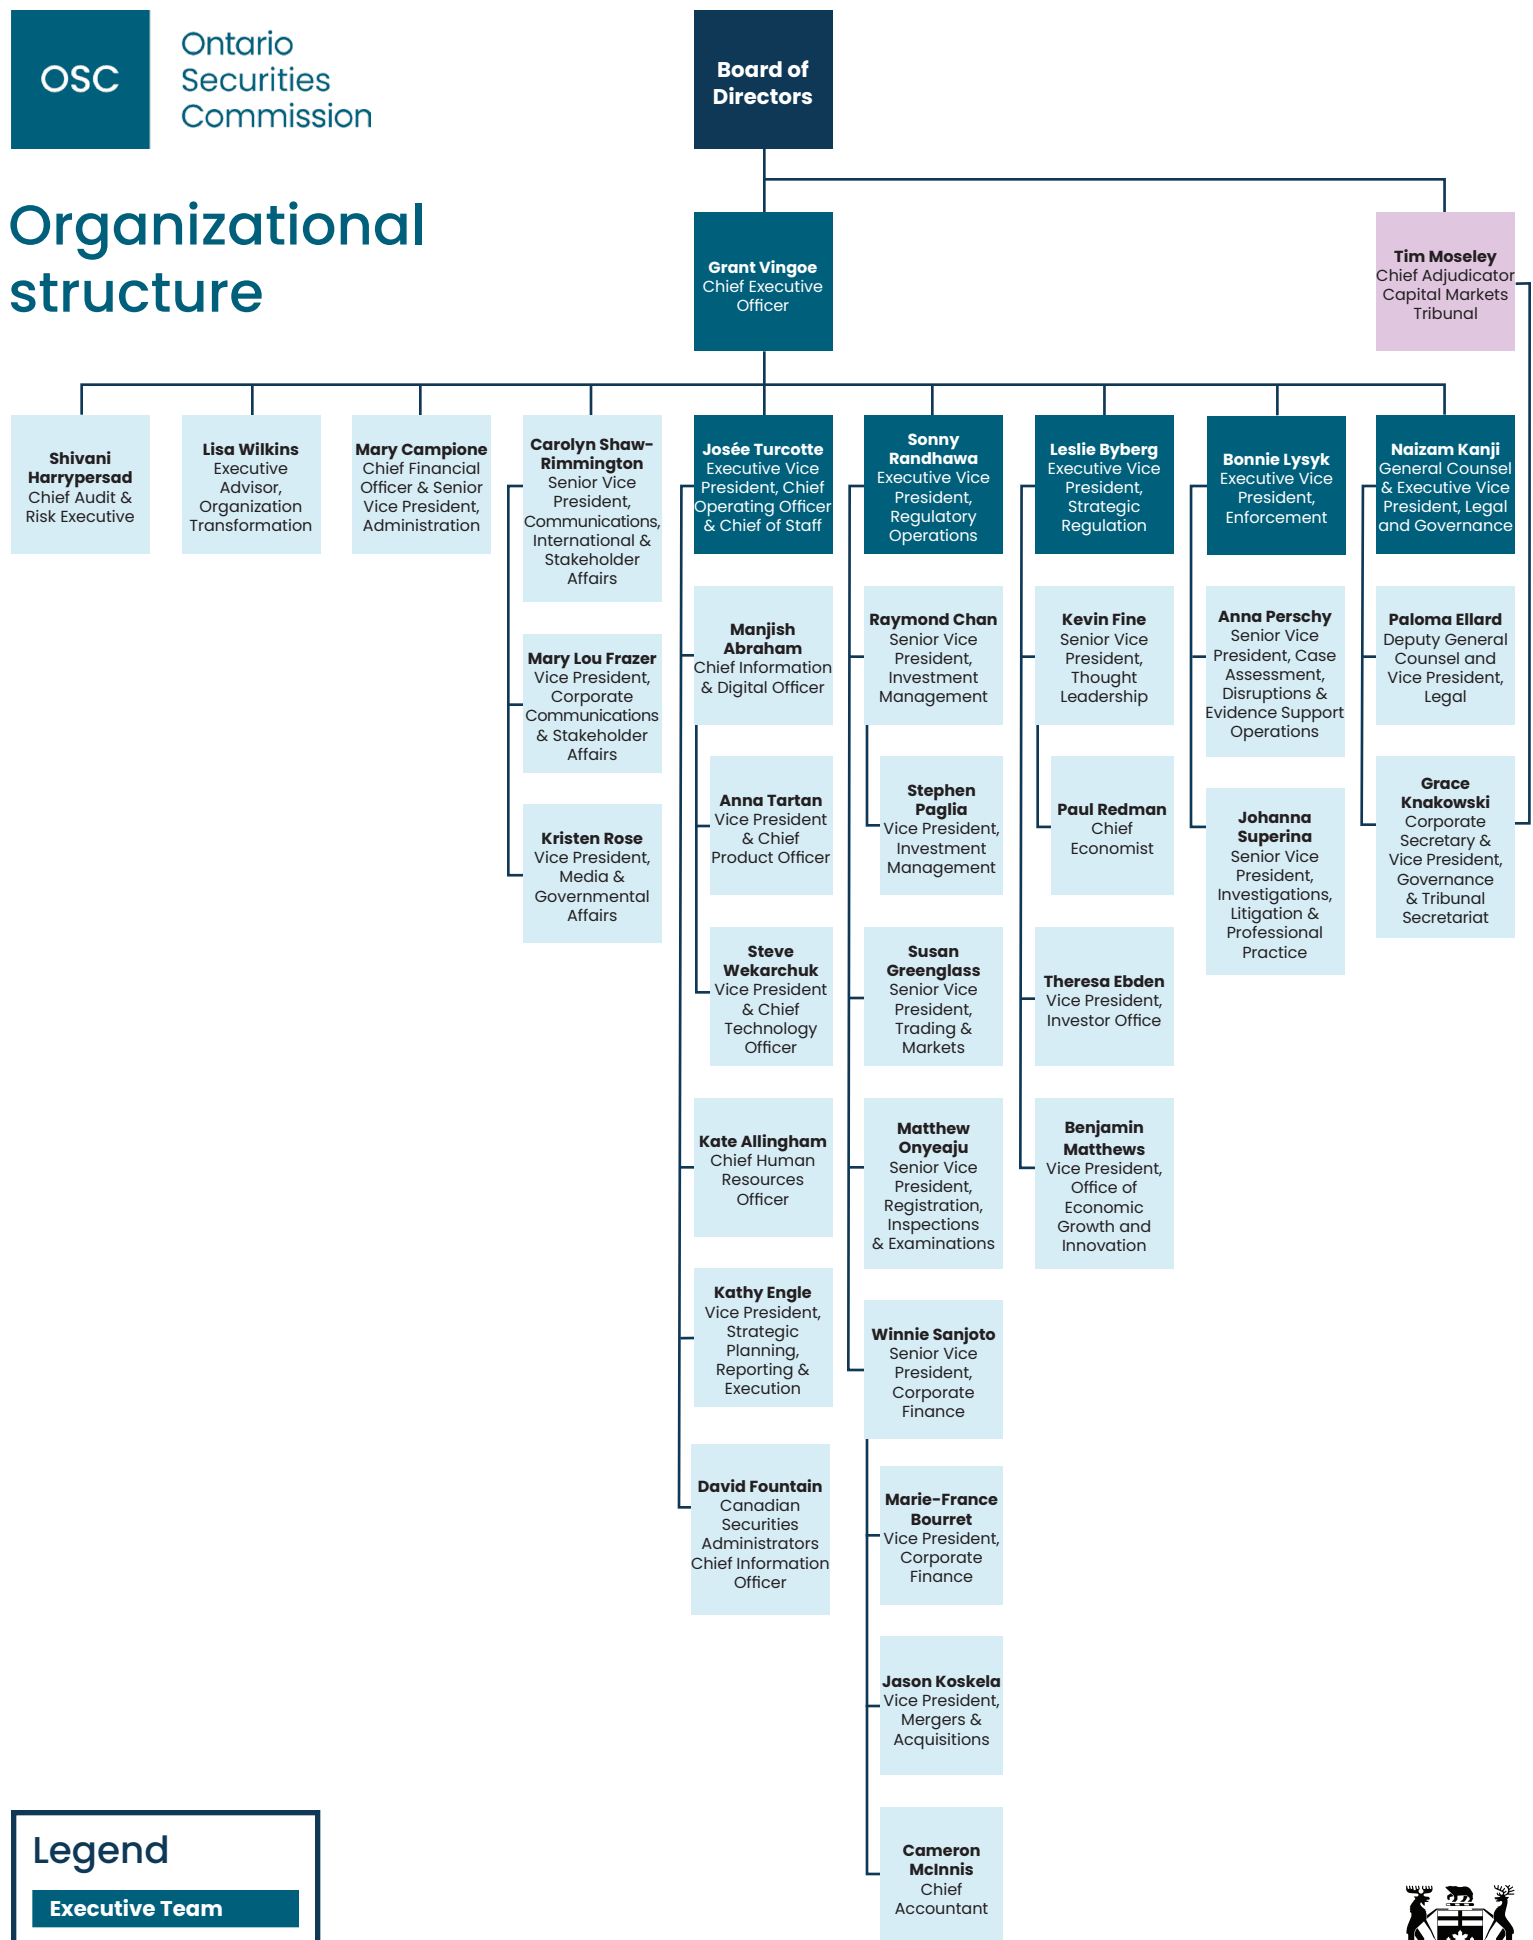 OSC
Ontario
Securities
Commission
Organizational
structure
Board of
Directors
Grant Vingoe
Chief Executive
Officer
Tim Moseley
Chief Adjudicator
Capital Markets
Tribunal
Shivani
Harrypersad
Chief Audit &
Risk Executive
Lisa Wilkins
Executive
Advisor,
Organization
Transformation
Mary Campione
Chief Financial
Officer & Senior
Vice President,
Administration
Carolyn Shaw-
Rimmington
Senior Vice
President,
Communications,
International &
Stakeholder
Affairs
Mary Lou Frazer
Vice President,
Corporate
Communications
& Stakeholder
Affairs
Kristen Rose
Vice President,
Media &
Governmental
Affairs
Josée Turcotte
Executive Vice
President, Chief
Operating Officer
& Chief of Staff
Manjish
Abraham
Chief Information
& Digital Officer
Anna Tartan
Vice President
& Chief
Product Officer
Steve
Wekarchuk
Vice President
& Chief
Technology
Officer
Kate Allingham
Chief Human
Resources
Officer
Kathy Engle
Vice President,
Strategic
Planning,
Reporting &
Execution
David Fountain
Canadian
Securities
Administrators
Chief Information
Officer
Sonny
Randhawa
Executive Vice
President,
Regulatory
Operations
Raymond Chan
Senior Vice
President,
Investment
Management
Stephen
Paglia
Vice President,
Investment
Management
Susan
Greenglass
Senior Vice
President,
Trading &
Markets
Matthew
Onyeaju
Senior Vice
President,
Registration,
Inspections
& Examinations
Winnie Sanjoto
Senior Vice
President,
Corporate
Finance
Marie-France
Bourret
Vice President,
Corporate
Finance
Jason Koskela
Vice President,
Mergers &
Acquisitions
Cameron
McInnis
Chief
Accountant
Leslie Byberg
Executive Vice
President,
Strategic
Regulation
Kevin Fine
Senior Vice
President,
Thought
Leadership
Paul Redman
Chief
Economist
Theresa Ebden
Vice President,
Investor Office
Benjamin
Matthews
Vice President,
Office of
Economic
Growth and
Innovation
Bonnie Lysyk
Executive Vice
President,
Enforcement
Anna Perschy
Senior Vice
President, Case
Assessment,
Disruptions &
Evidence Support
Operations
Johanna
Superina
Senior Vice
President,
Investigations,
Litigation &
Professional
Practice
Naizam Kanji
General Counsel
& Executive Vice
President, Legal
and Governance
Paloma Ellard
Deputy General
Counsel and
Vice President,
Legal
Grace
Knakowski
Corporate
Secretary &
Vice President,
Governance
& Tribunal
Secretariat
Legend
Executive Team